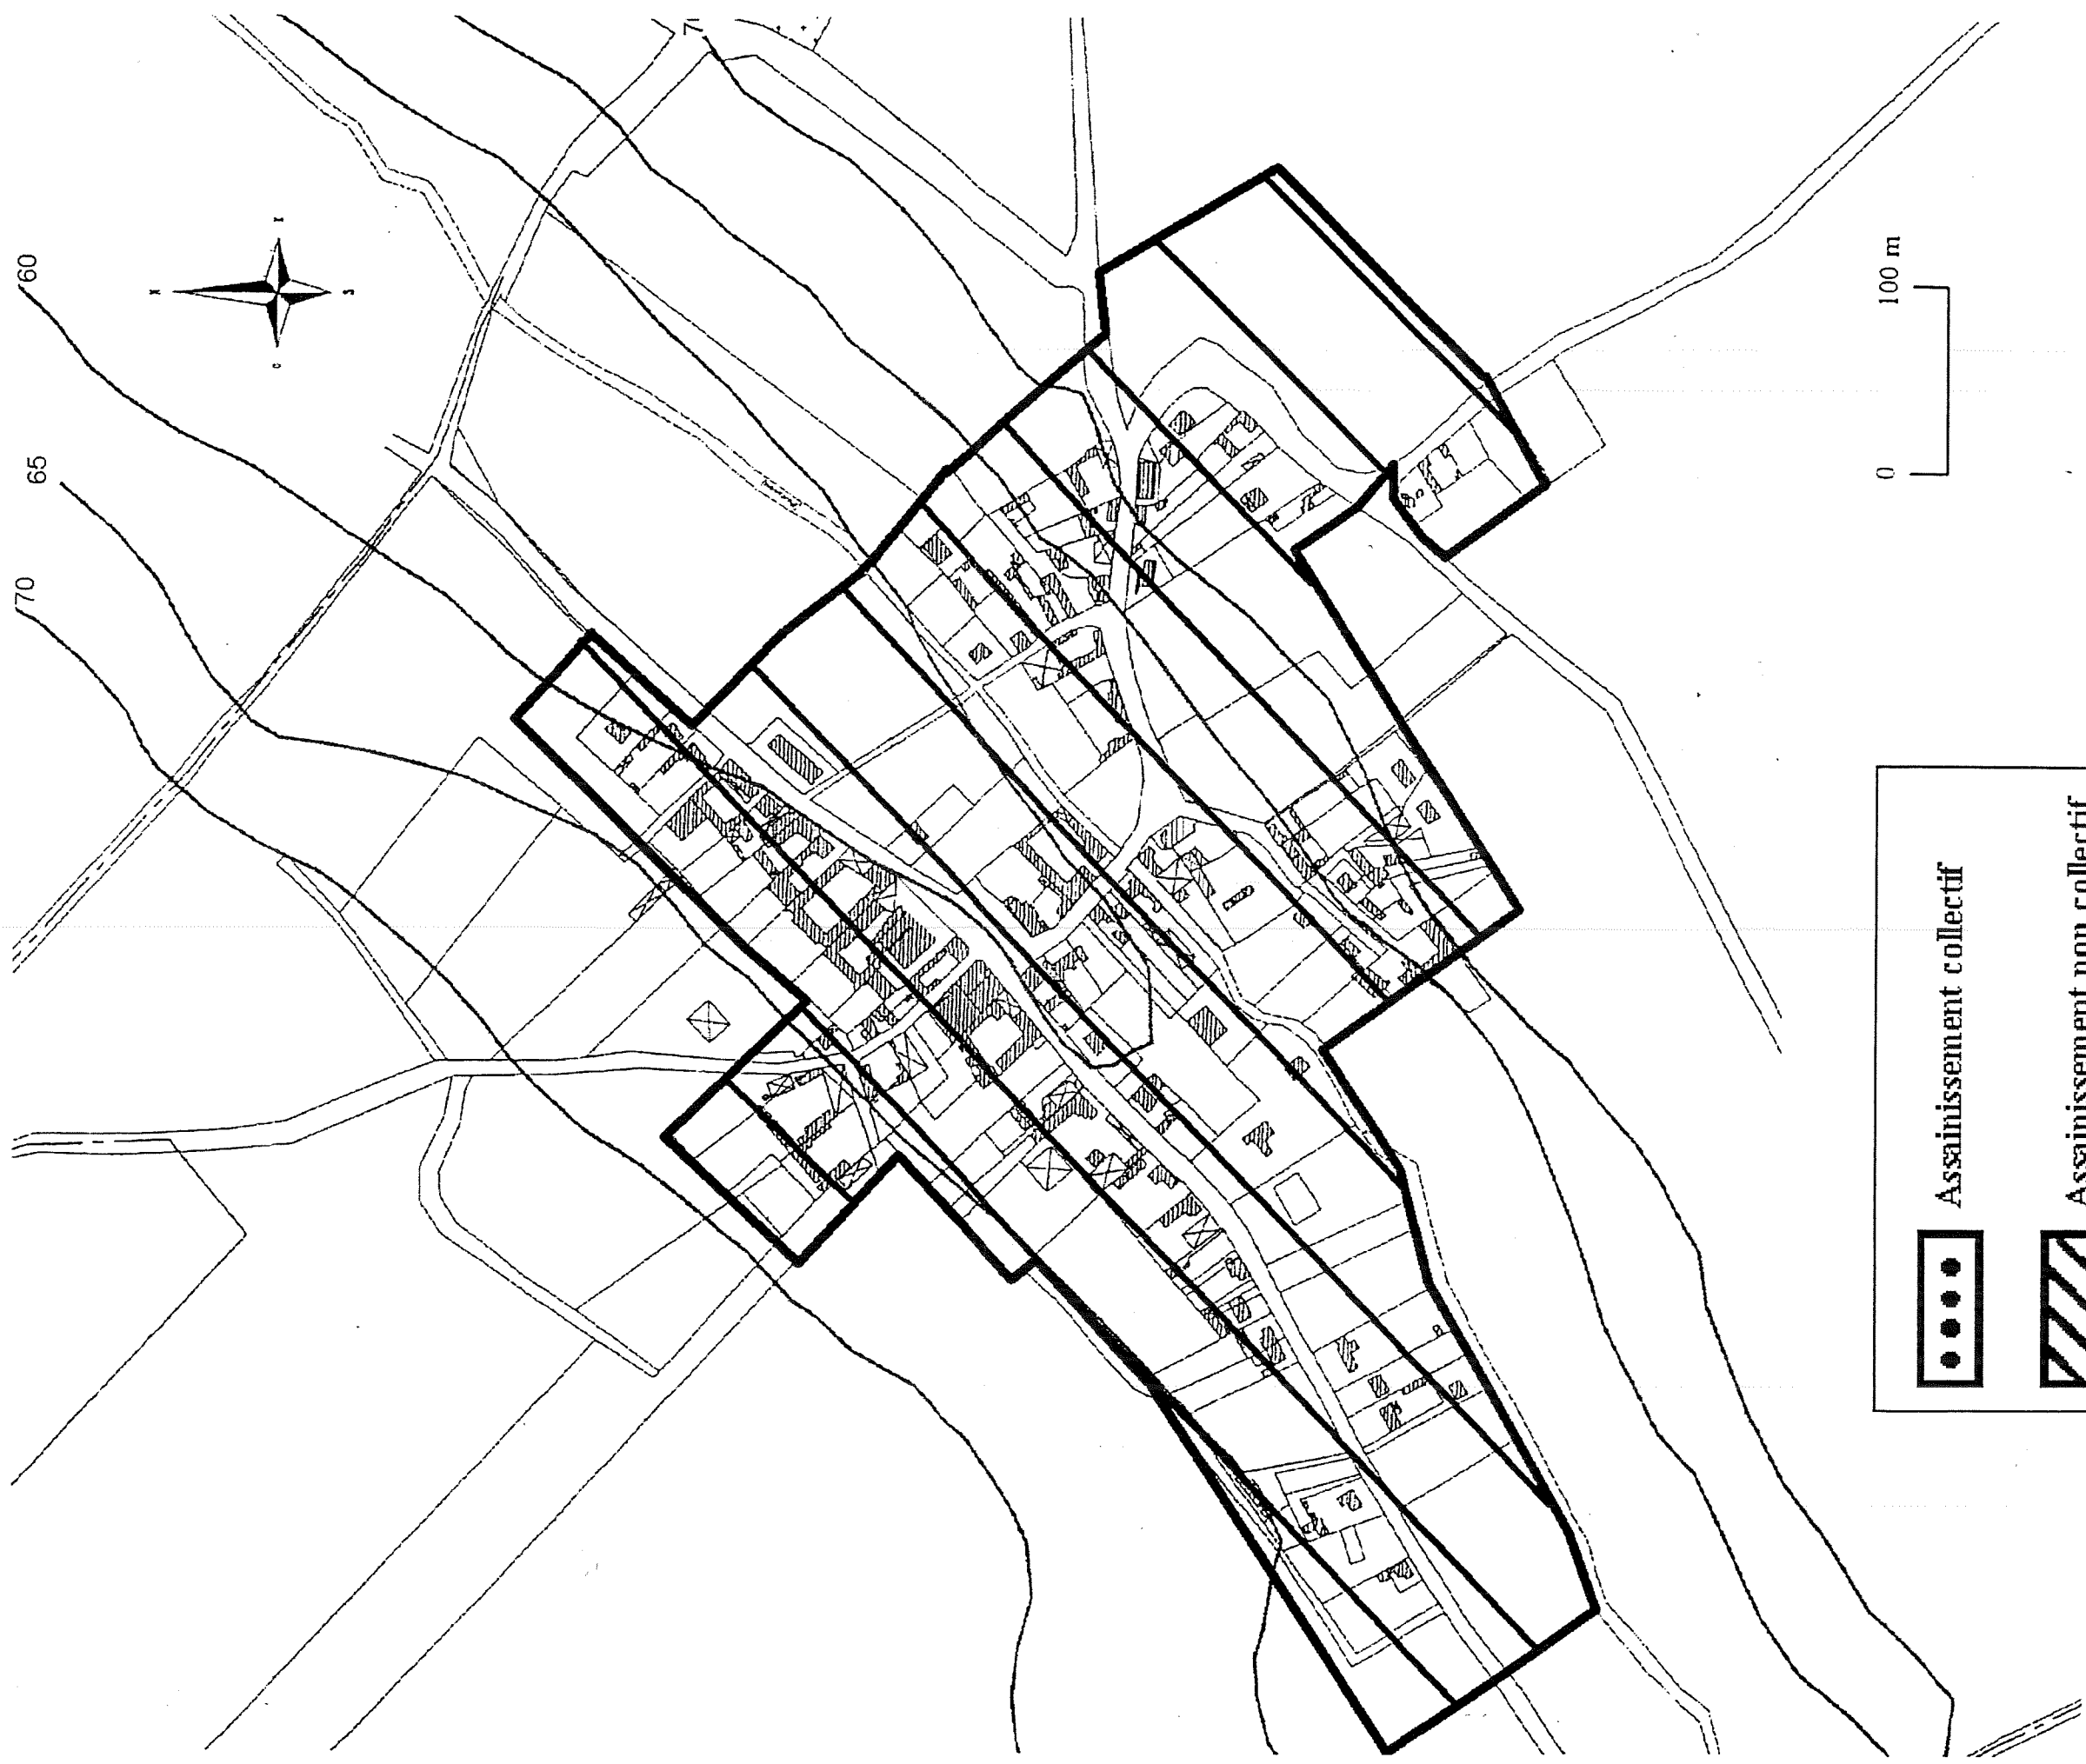 60
65
70
N
S
0
100 m
Assainissement collectif
Assainissement non collectif